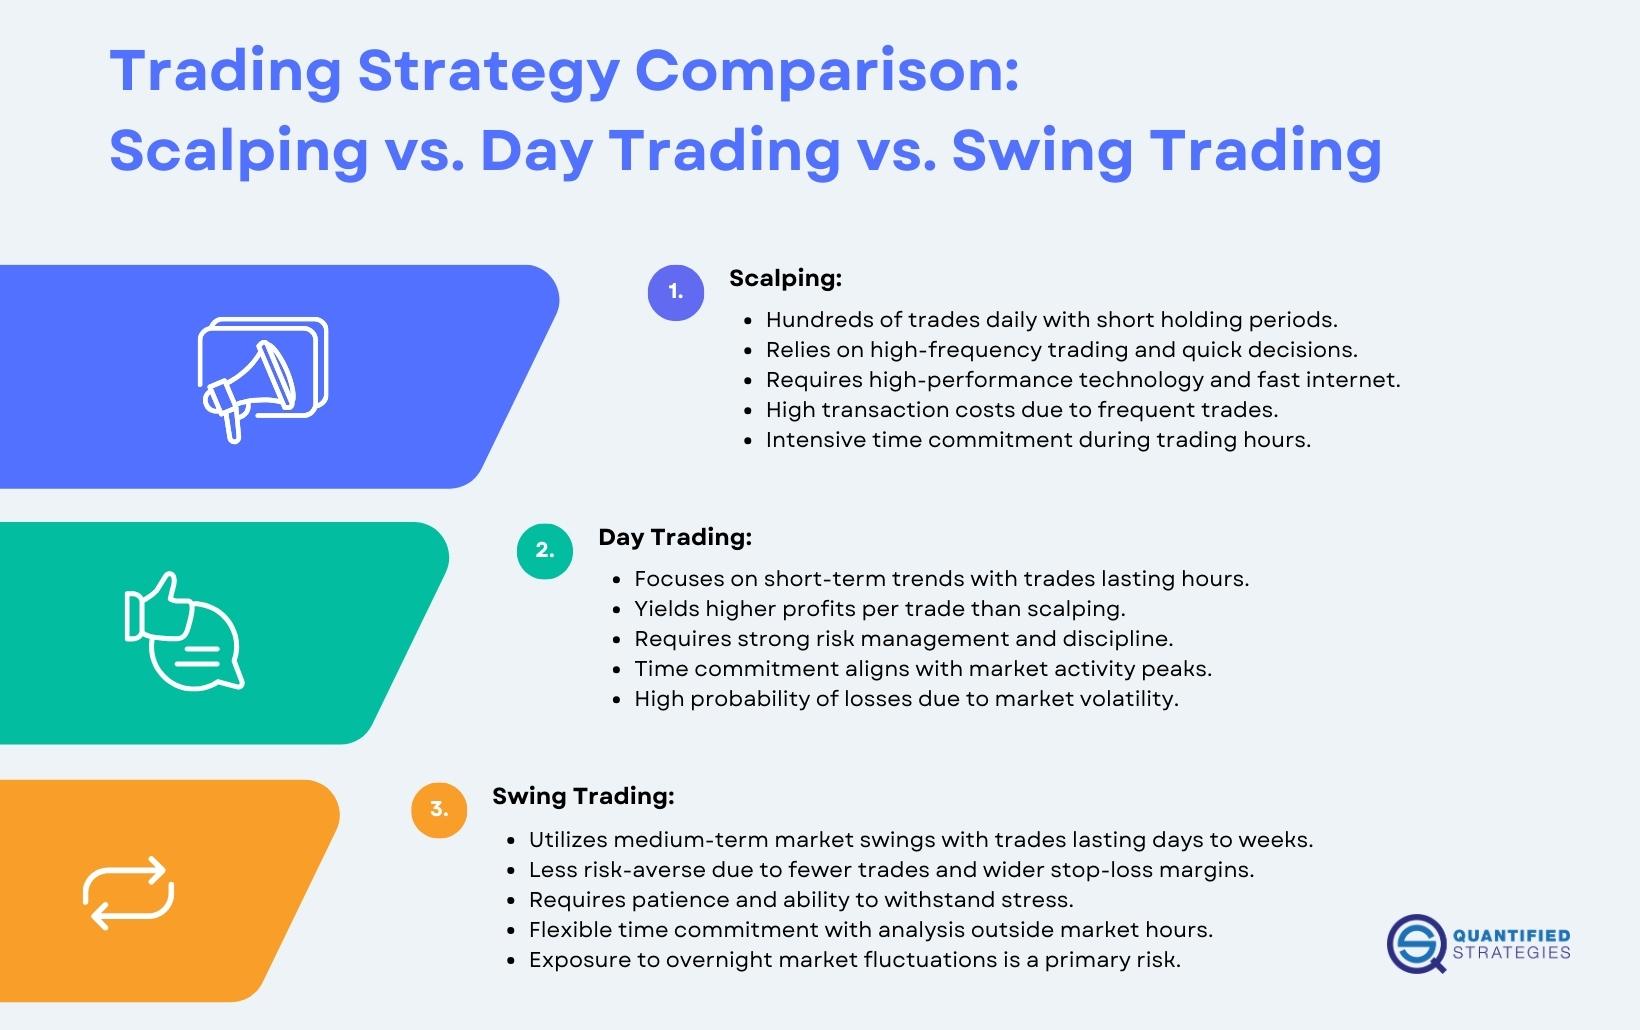 Trading Strategy Comparison:
Scalping vs. Day Trading vs. Swing Trading
1.
Scalping:
• Hundreds of trades daily with short holding periods.
• Relies on high-frequency trading and quick decisions.
• Requires high-performance technology and fast internet.
• High transaction costs due to frequent trades.
• Intensive time commitment during trading hours.
2.
Day Trading:
• Focuses on short-term trends with trades lasting hours.
• Yields higher profits per trade than scalping.
• Requires strong risk management and discipline.
• Time commitment aligns with market activity peaks.
• High probability of losses due to market volatility.
3.
Swing Trading:
• Utilizes medium-term market swings with trades lasting days to weeks.
• Less risk-averse due to fewer trades and wider stop-loss margins.
• Requires patience and ability to withstand stress.
• Flexible time commitment with analysis outside market hours.
• Exposure to overnight market fluctuations is a primary risk.
QUANTIFIED
STRATEGIES